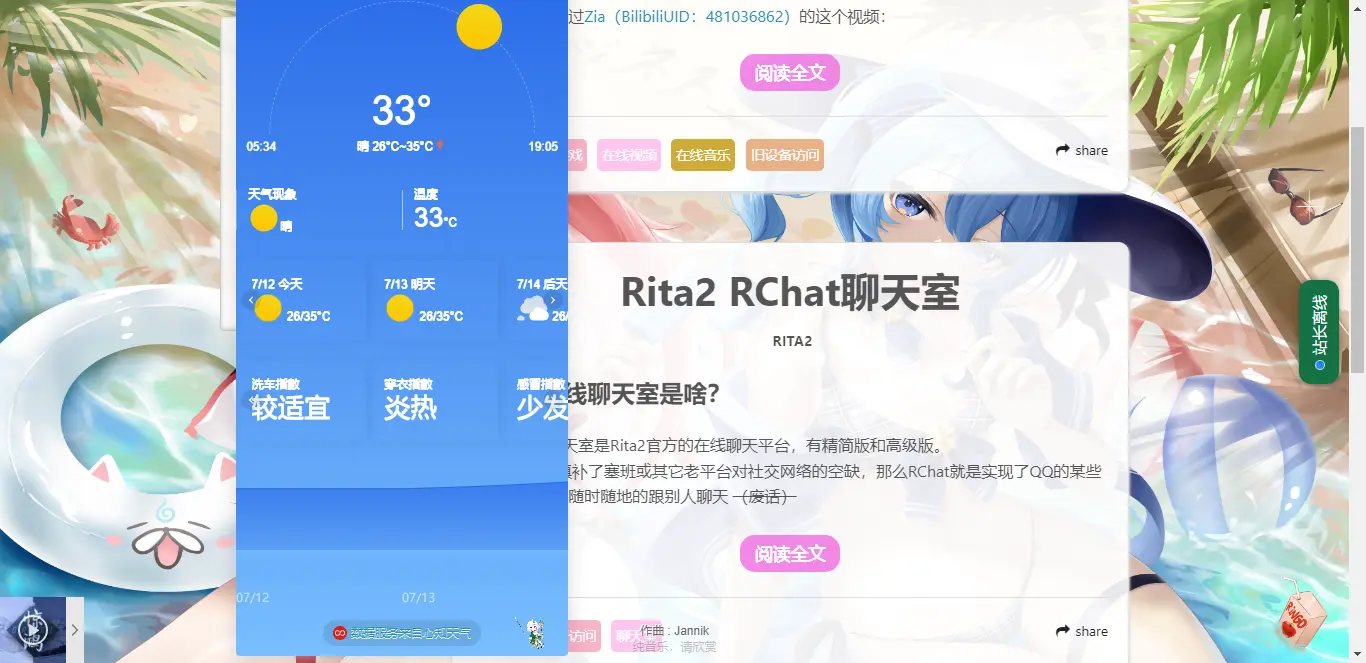 过Zia（BilibiliUID：481036862）的这个视频：
阅读全文
戏 在线视频 在线音乐 旧设备访问
share
33°
05:34 晴 26°C~35°C 19:05
天气现象 温度
晴 33°C
7/12 今天 7/13 明天 7/14 后天
26/35°C 26/35°C 26/
洗车指数 穿衣指数 感冒指数
较适宜 炎热 少发
07/12 07/13
数据服务来自心知天气
Rita2 RChat聊天室
RITA2
线聊天室是啥？
天室是Rita2官方的在线聊天平台，有精简版和高级版。
填补了塞班或其它老平台对社交网络的空缺，那么RChat就是实现了QQ的某些
随时随地的跟别人聊天 （废话）
阅读全文
访问 聊天
share
作曲 : Jannik
纯音乐，请欣赏
站长离线
RINGO